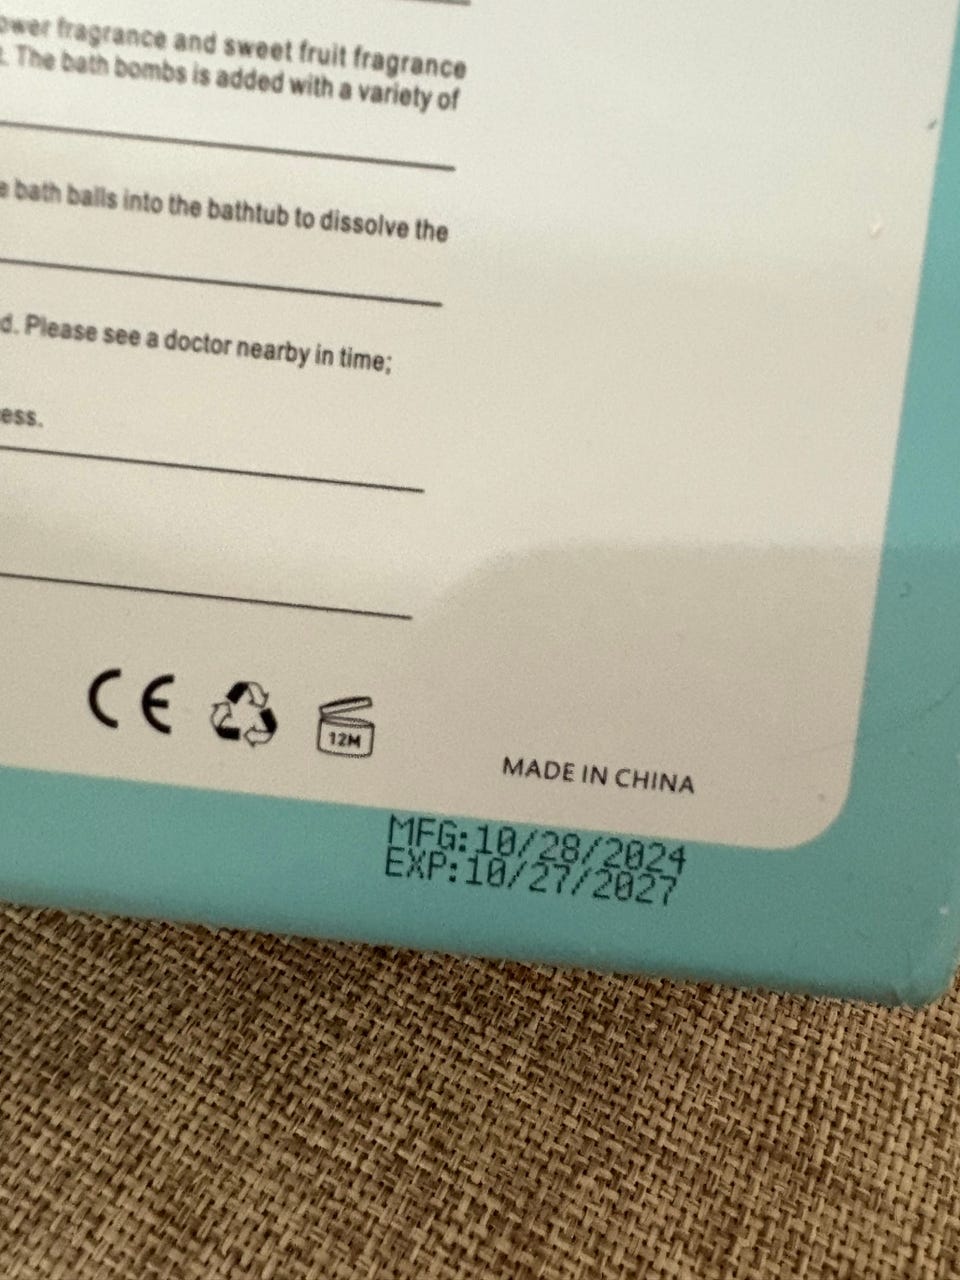 ower fragrance and sweet fruit fragrance
. The bath bombs is added with a variety of
e bath balls into the bathtub to dissolve the
d. Please see a doctor nearby in time;
ess.
CE
12M
MADE IN CHINA
MFG:10/28/2024
EXP:10/27/2027